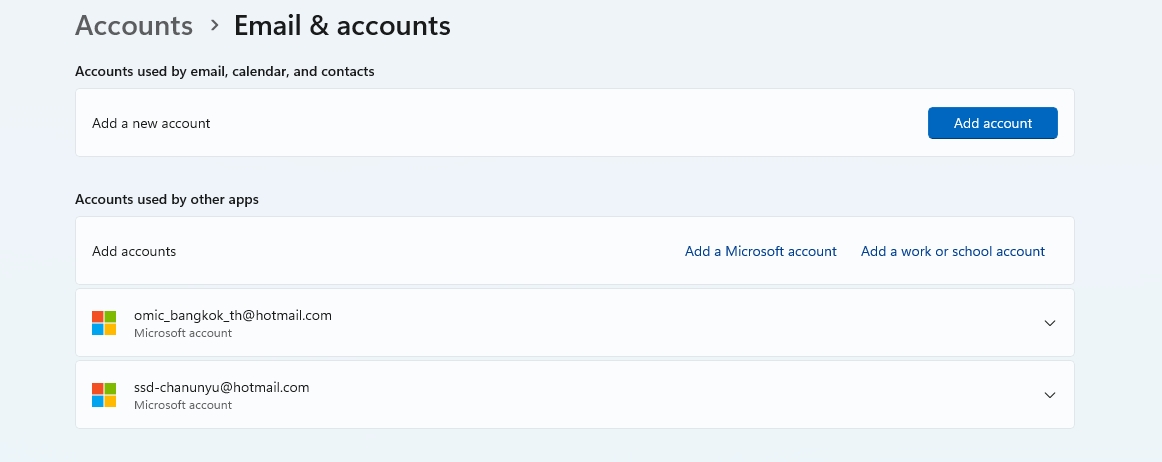 Accounts > Email & accounts
Accounts used by email, calendar, and contacts
Add a new account
Add account
Accounts used by other apps
Add accounts
Add a Microsoft account
Add a work or school account
omic_bangkok_th@hotmail.com
Microsoft account
ssd-chanunyu@hotmail.com
Microsoft account